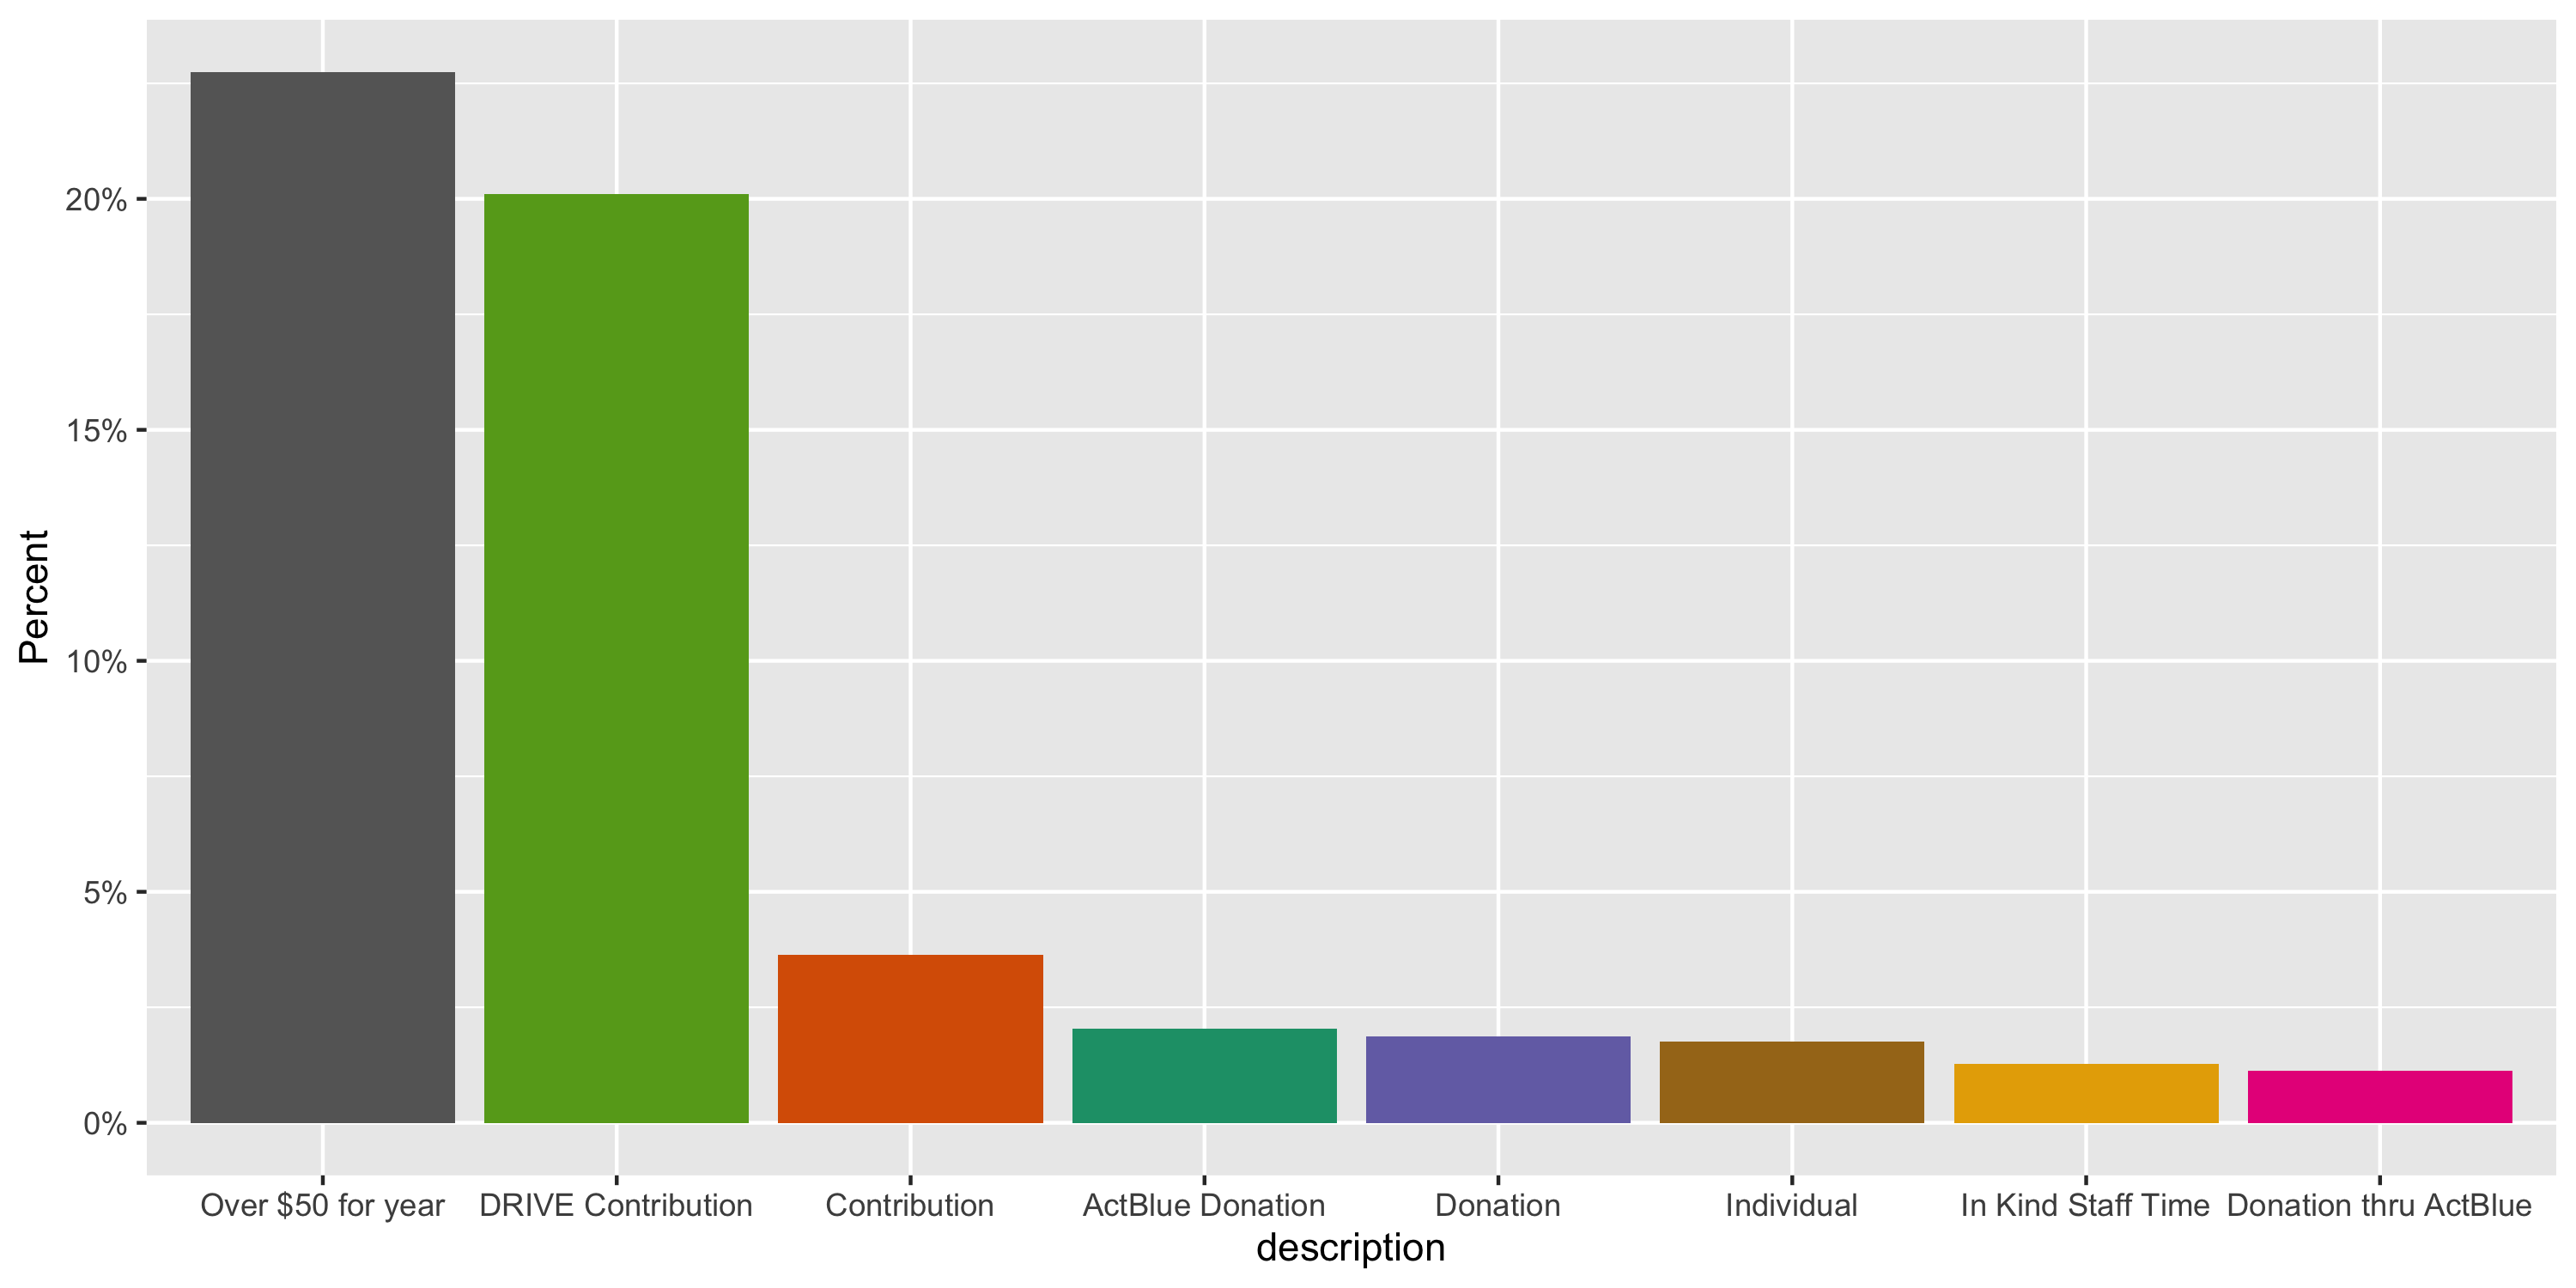 Percent
20%
15%
10%
5%
0%
Over $50 for year
DRIVE Contribution
Contribution
ActBlue Donation
Donation
Individual
In Kind Staff Time
Donation thru ActBlue
description